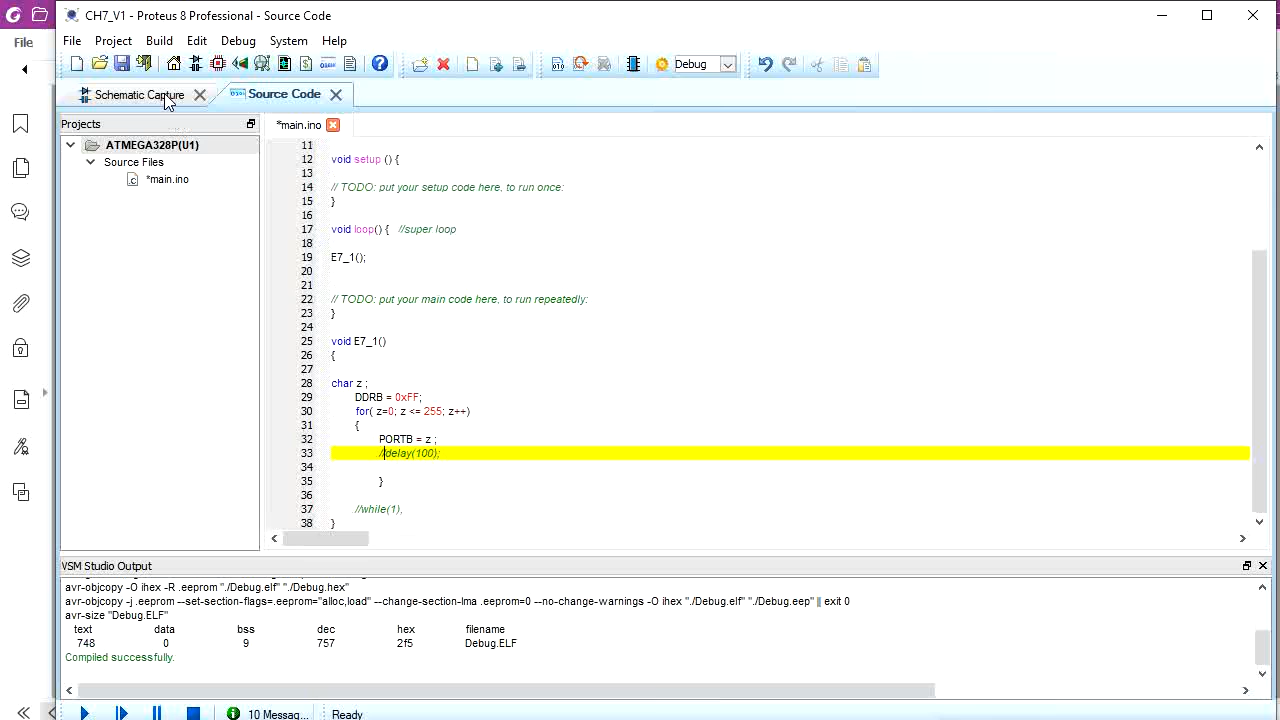 CH7_V1 - Proteus 8 Professional - Source Code
File
File Project Build Edit Debug System Help
Debug
Schematic Capture
Source Code
Projects
*main.ino
ATMEGA328P(U1)
Source Files
*main.ino
11
12 void setup () {
13
14 // TODO: put your setup code here, to run once:
15 }
16
17 void loop() { //super loop
18
19 E7_1();
20
21
22 // TODO: put your main code here, to run repeatedly:
23 }
24
25 void E7_1()
26 {
27
28 char z ;
29 DDRB = 0xFF;
30 for( z=0; z <= 255; z++)
31 {
32 PORTB = z ;
33 //delay(100);
34
35 }
36
37 //while(1),
38 }
VSM Studio Output
avr-objcopy -O ihex -R .eeprom "./Debug.elf" "./Debug.hex"
avr-objcopy -j .eeprom --set-section-flags=.eeprom="alloc,load" --change-section-lma .eeprom=0 --no-change-warnings -O ihex "./Debug.elf" "./Debug.eep" || exit 0
avr-size "Debug.ELF"
text data bss dec hex filename
748 0 9 757 2f5 Debug.ELF
Compiled successfully.
10 Messag... Ready